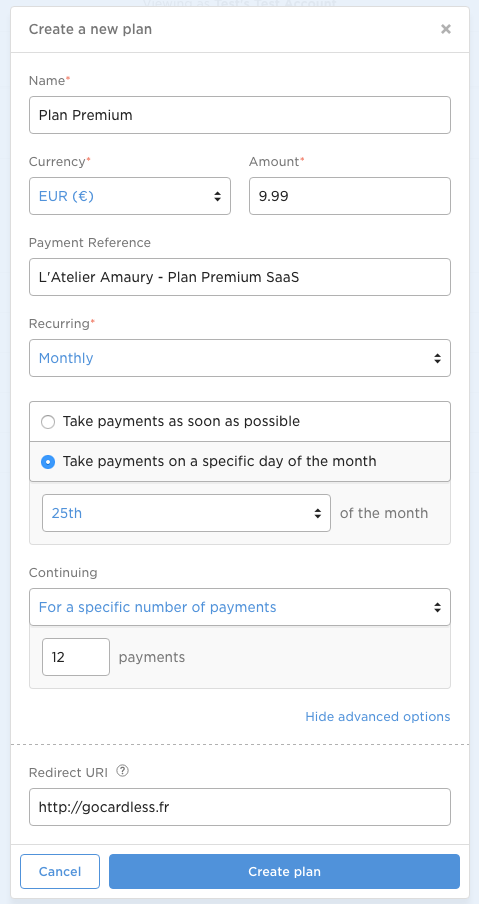 Viewing as Test's Test Account
Create a new plan ×
Name*
Plan Premium
Currency* Amount*
EUR (€) 9.99
Payment Reference
L'Atelier Amaury - Plan Premium SaaS
Recurring*
Monthly
Take payments as soon as possible
Take payments on a specific day of the month
25th of the month
Continuing
For a specific number of payments
12 payments
Hide advanced options
Redirect URI ?
http://gocardless.fr
Cancel Create plan